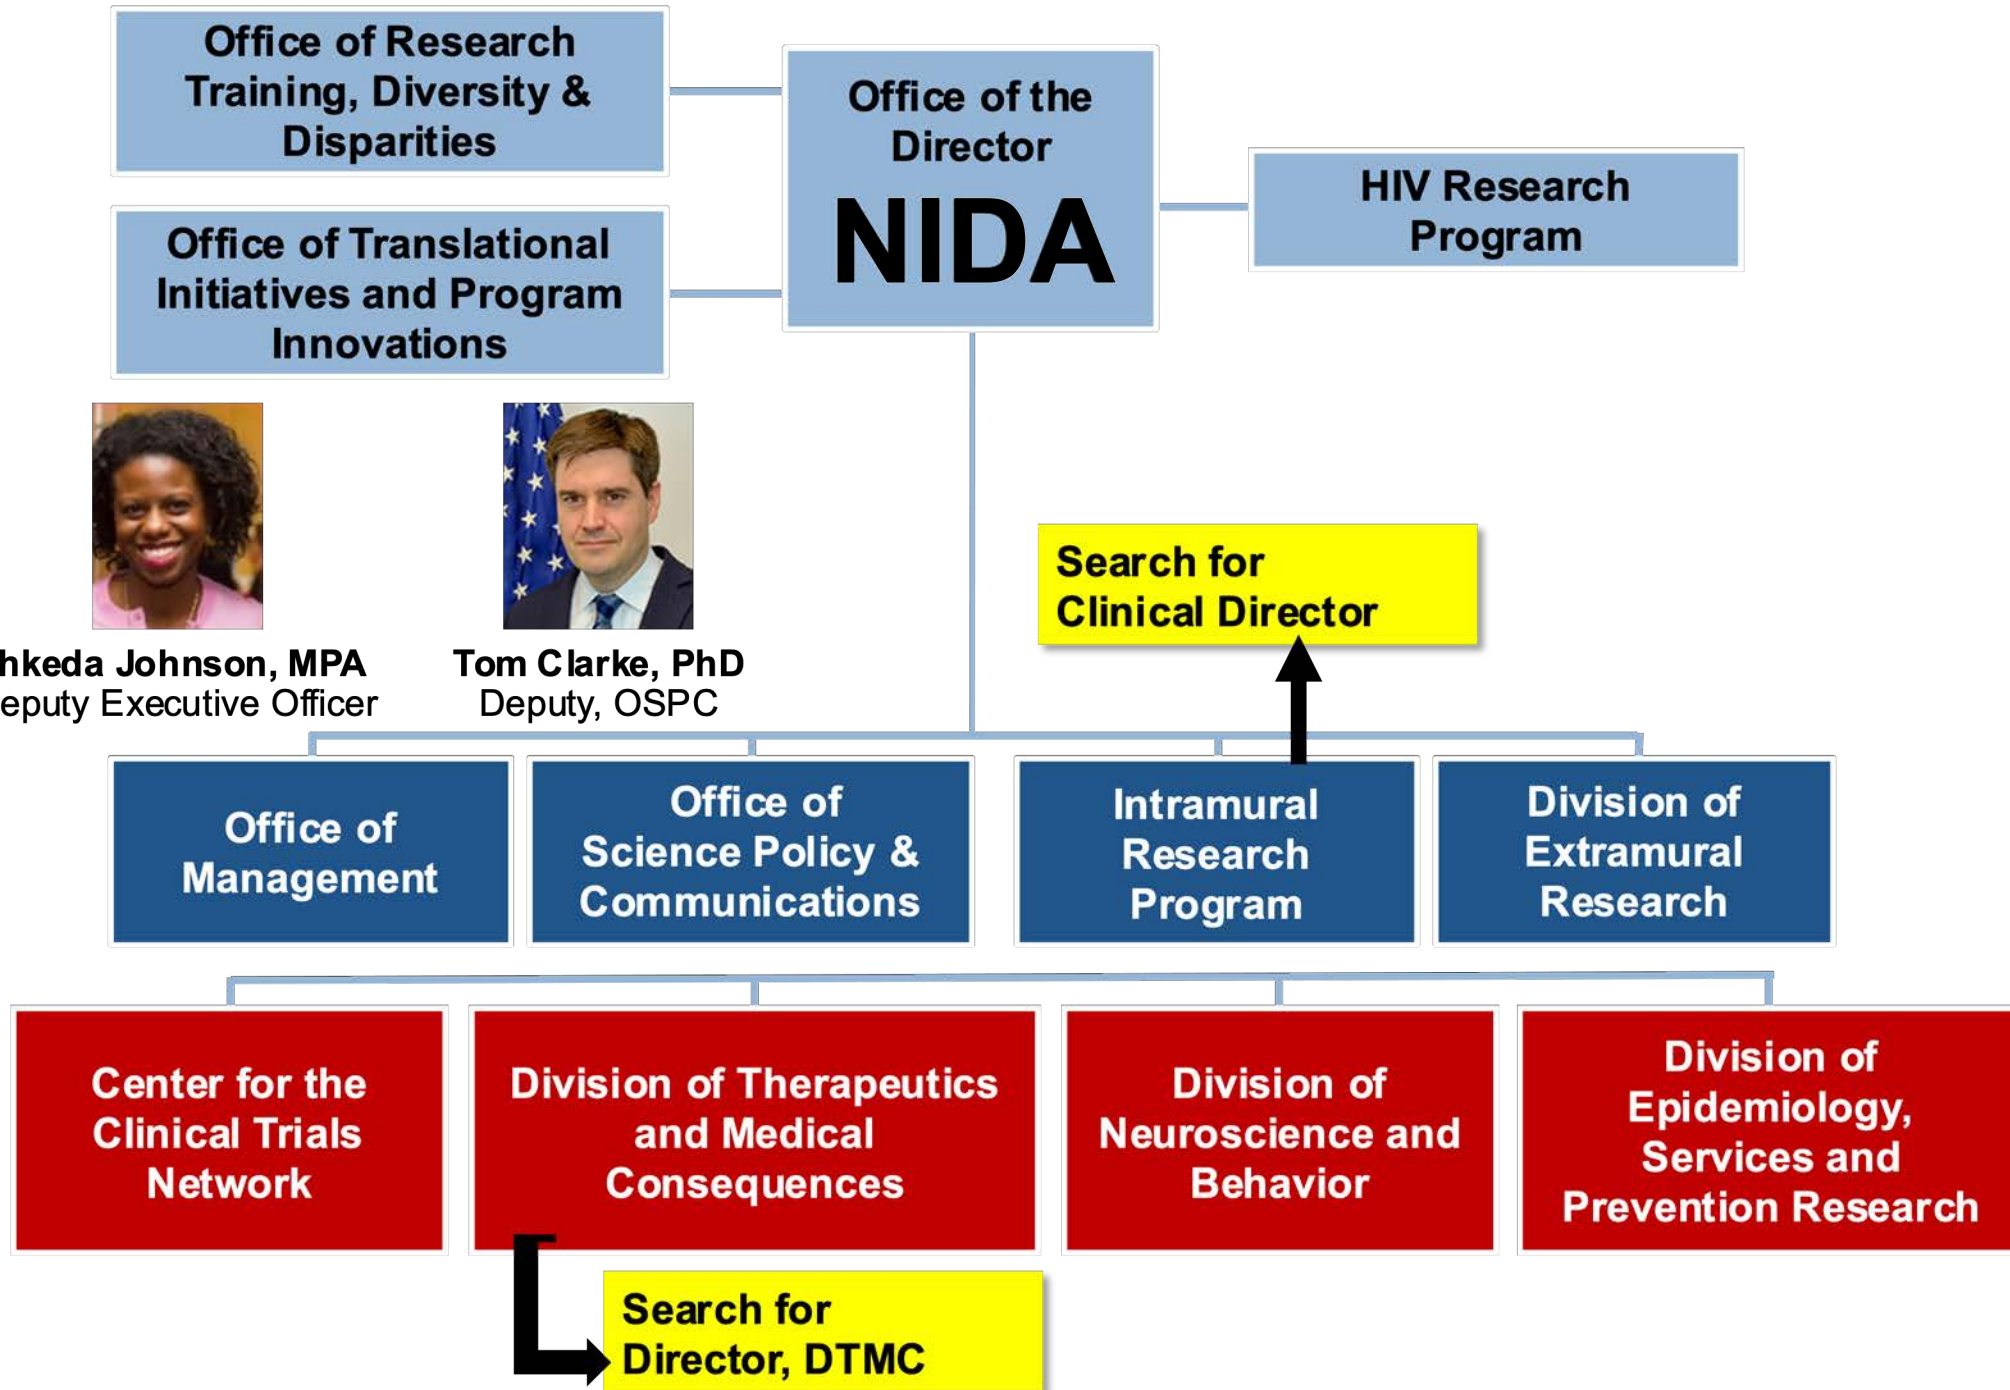 Office of Research
Training, Diversity &
Disparities
Office of the
Director
NIDA
HIV Research
Program
Office of Translational
Initiatives and Program
Innovations
Search for
Clinical Director
hkeda Johnson, MPA
eputy Executive Officer
Tom Clarke, PhD
Deputy, OSPC
Office of
Management
Office of
Science Policy &
Communications
Intramural
Research
Program
Division of
Extramural
Research
Center for the
Clinical Trials
Network
Division of Therapeutics
and Medical
Consequences
Division of
Neuroscience and
Behavior
Division of
Epidemiology,
Services and
Prevention Research
Search for
Director, DTMC